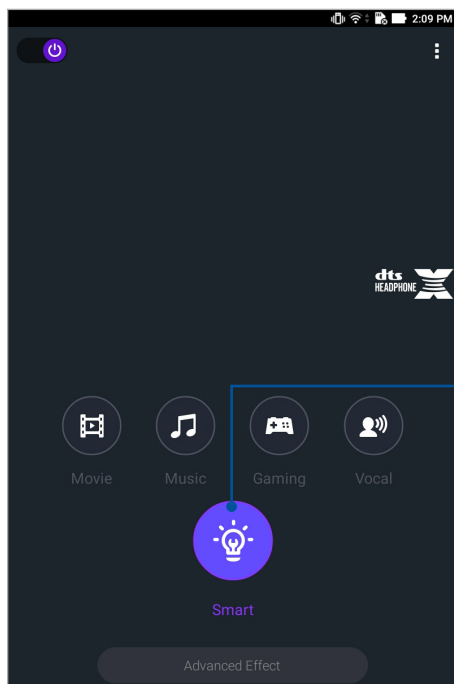 2:09 PM
dts
HEADPHONE X
Movie Music Gaming Vocal
Smart
Advanced Effect